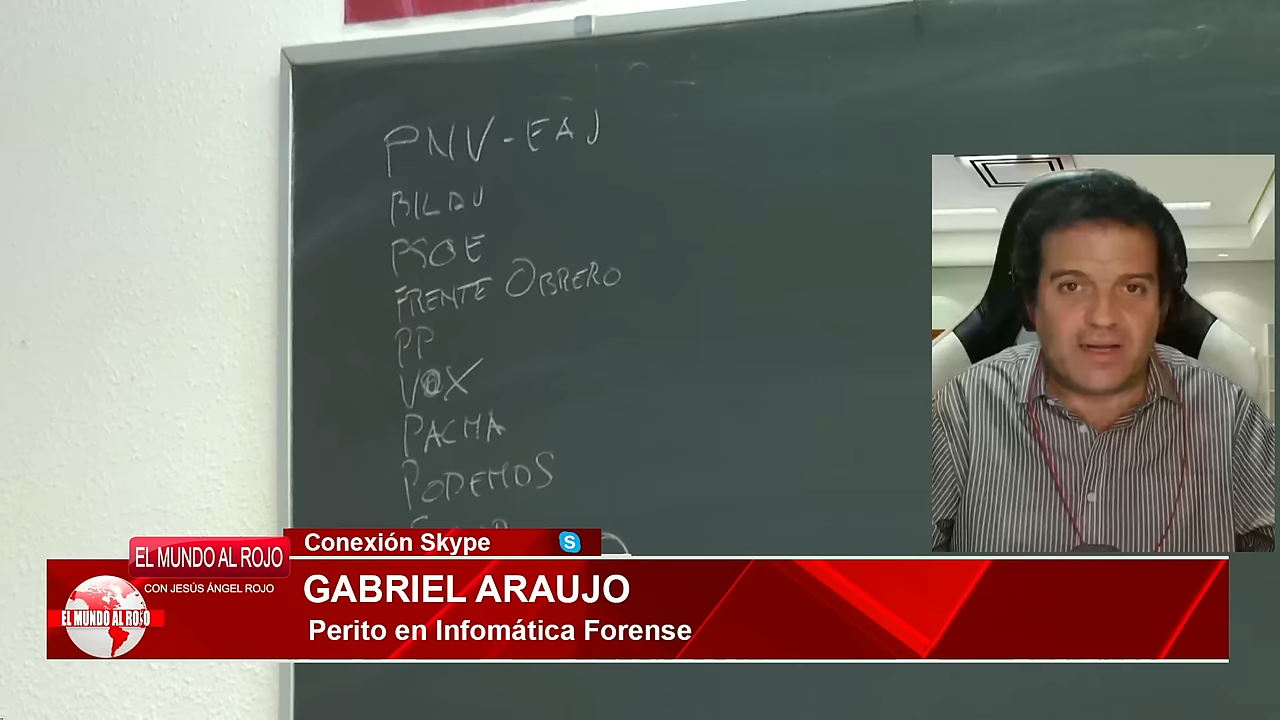 PNV-EAJ
BILDU
PSOE
FRENTE OBRERO
PP
VOX
PACMA
PODEMOS
Conexión Skype
EL MUNDO AL ROJO
CON JESÚS ÁNGEL ROJO
EL MUNDO AL ROJO
GABRIEL ARAUJO
Perito en Infomática Forense